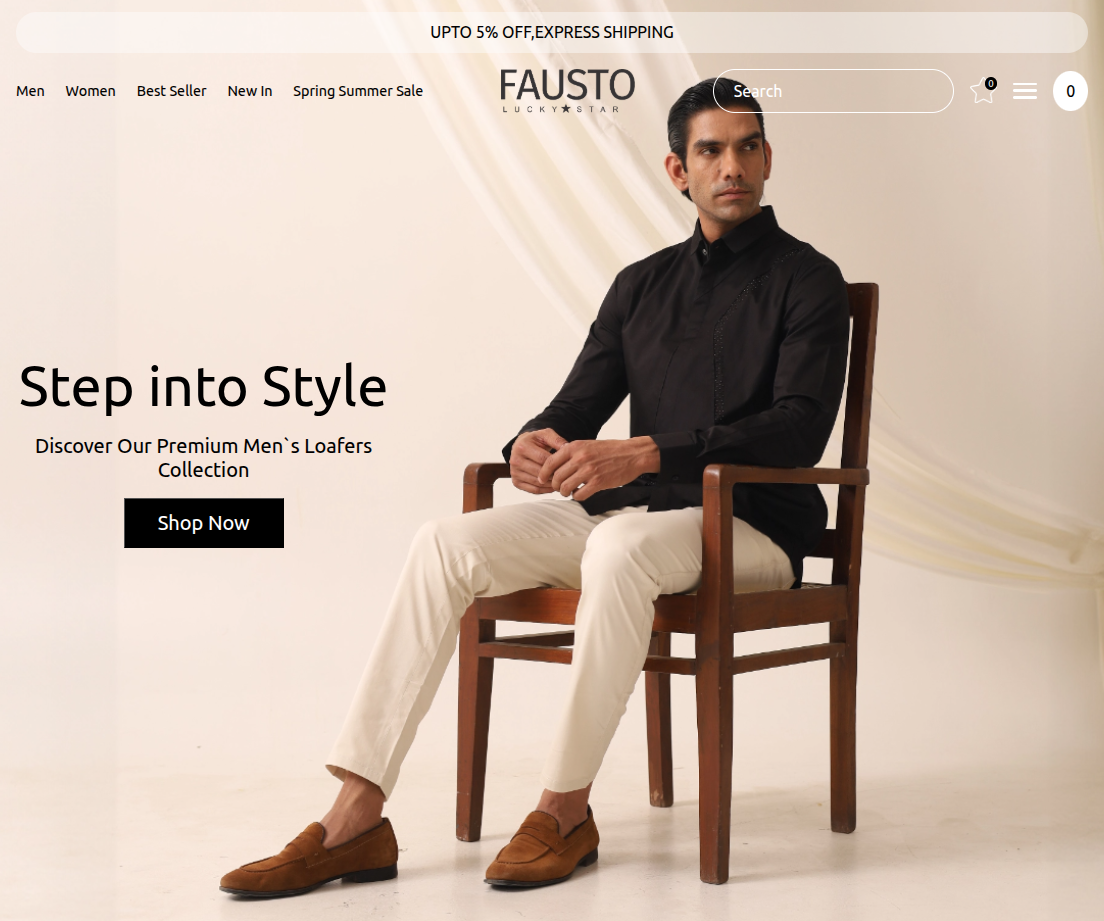 UPTO 5% OFF,EXPRESS SHIPPING
Men Women Best Seller New In Spring Summer Sale
FAUSTO
LUCKY★STAR
Search
0
0
Step into Style
Discover Our Premium Men`s Loafers
Collection
Shop Now